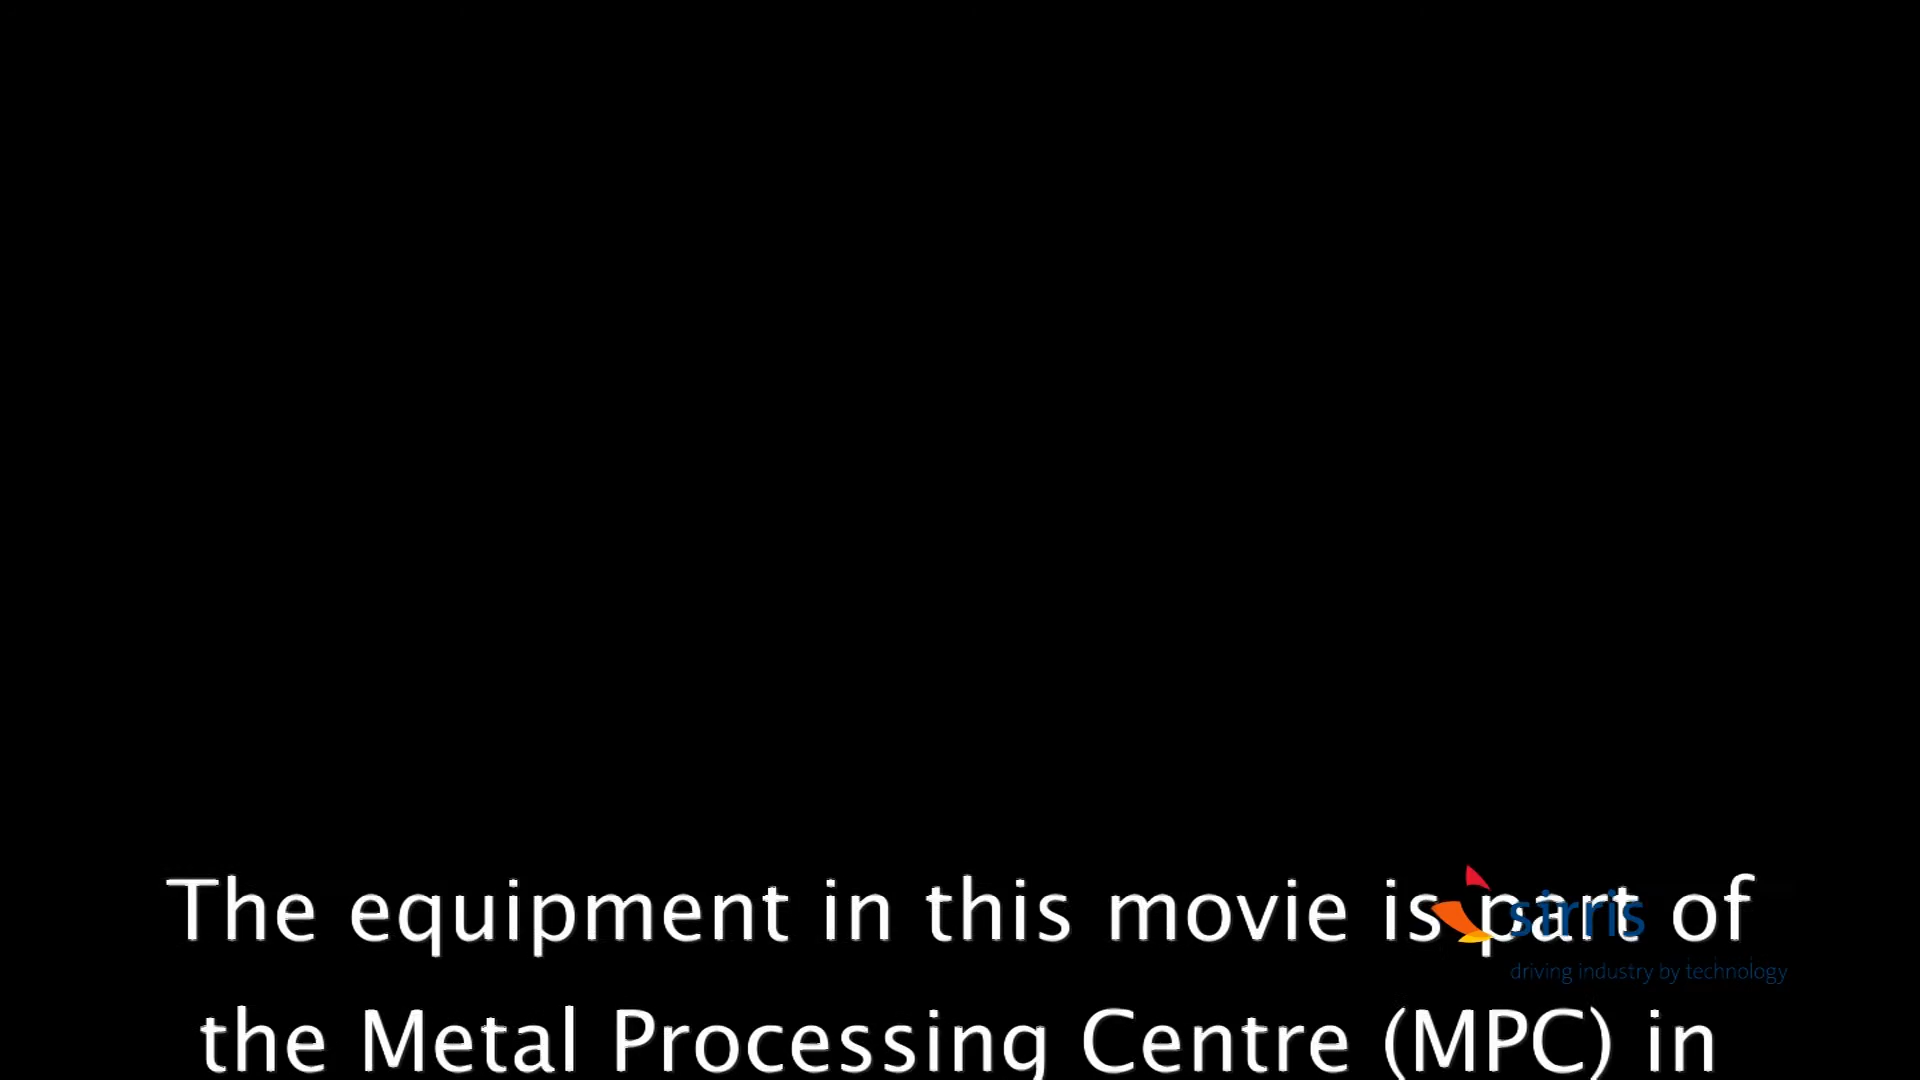 The equipment in this movie is part of
sirris
driving industry by technology
the Metal Processing Centre (MPC) in